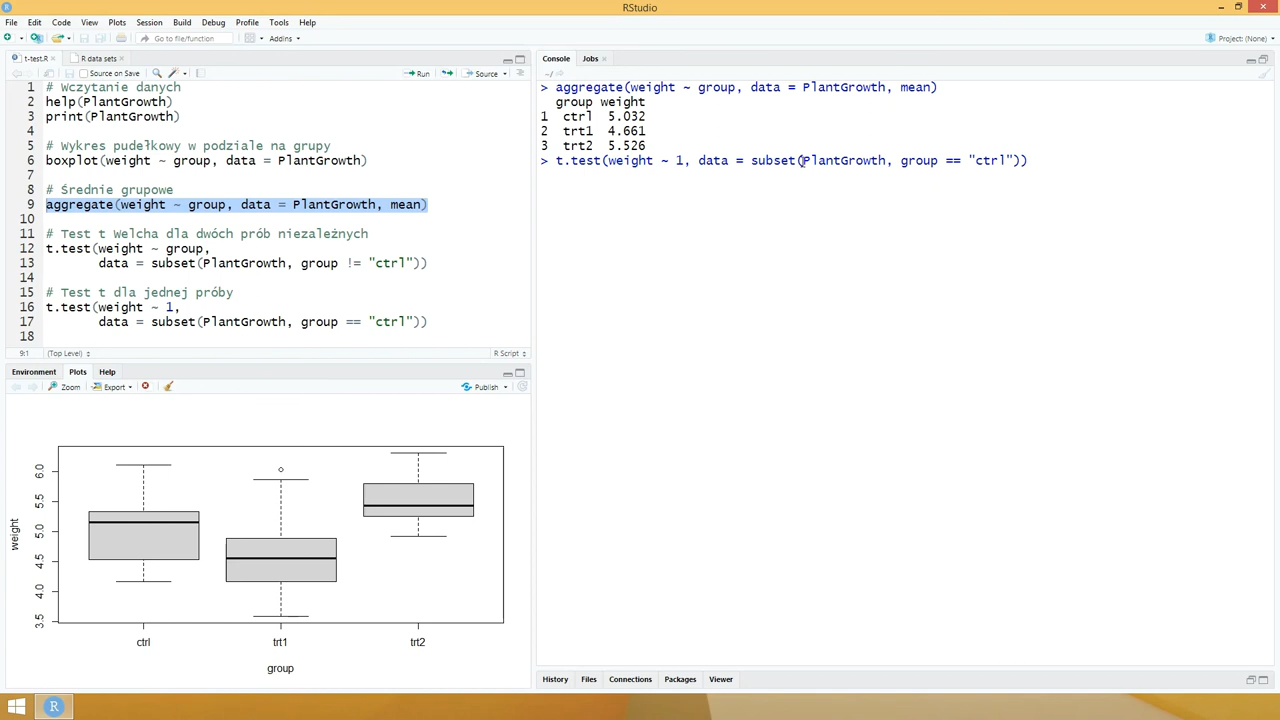 RStudio
File Edit Code View Plots Session Build Debug Profile Tools Help
Go to file/function Addins Project: (None)
t-test.R R data sets
Source on Save Run Source
1 # Wczytanie danych
2 help(PlantGrowth)
3 print(PlantGrowth)
4
5 # Wykres pudełkowy w podziale na grupy
6 boxplot(weight ~ group, data = PlantGrowth)
7
8 # Średnie grupowe
9 aggregate(weight ~ group, data = PlantGrowth, mean)
10
11 # Test t Welcha dla dwóch prób niezależnych
12 t.test(weight ~ group,
13 data = subset(PlantGrowth, group != "ctrl"))
14
15 # Test t dla jednej próby
16 t.test(weight ~ 1,
17 data = subset(PlantGrowth, group == "ctrl"))
18
9:1 (Top Level) R Script
Environment Plots Help
Zoom Export Publish
weight
6.0
5.5
5.0
4.5
4.0
3.5
ctrl trt1 trt2
group
Console Jobs
~/
> aggregate(weight ~ group, data = PlantGrowth, mean)
group weight
1 ctrl 5.032
2 trt1 4.661
3 trt2 5.526
> t.test(weight ~ 1, data = subset(PlantGrowth, group == "ctrl"))
History Files Connections Packages Viewer
R